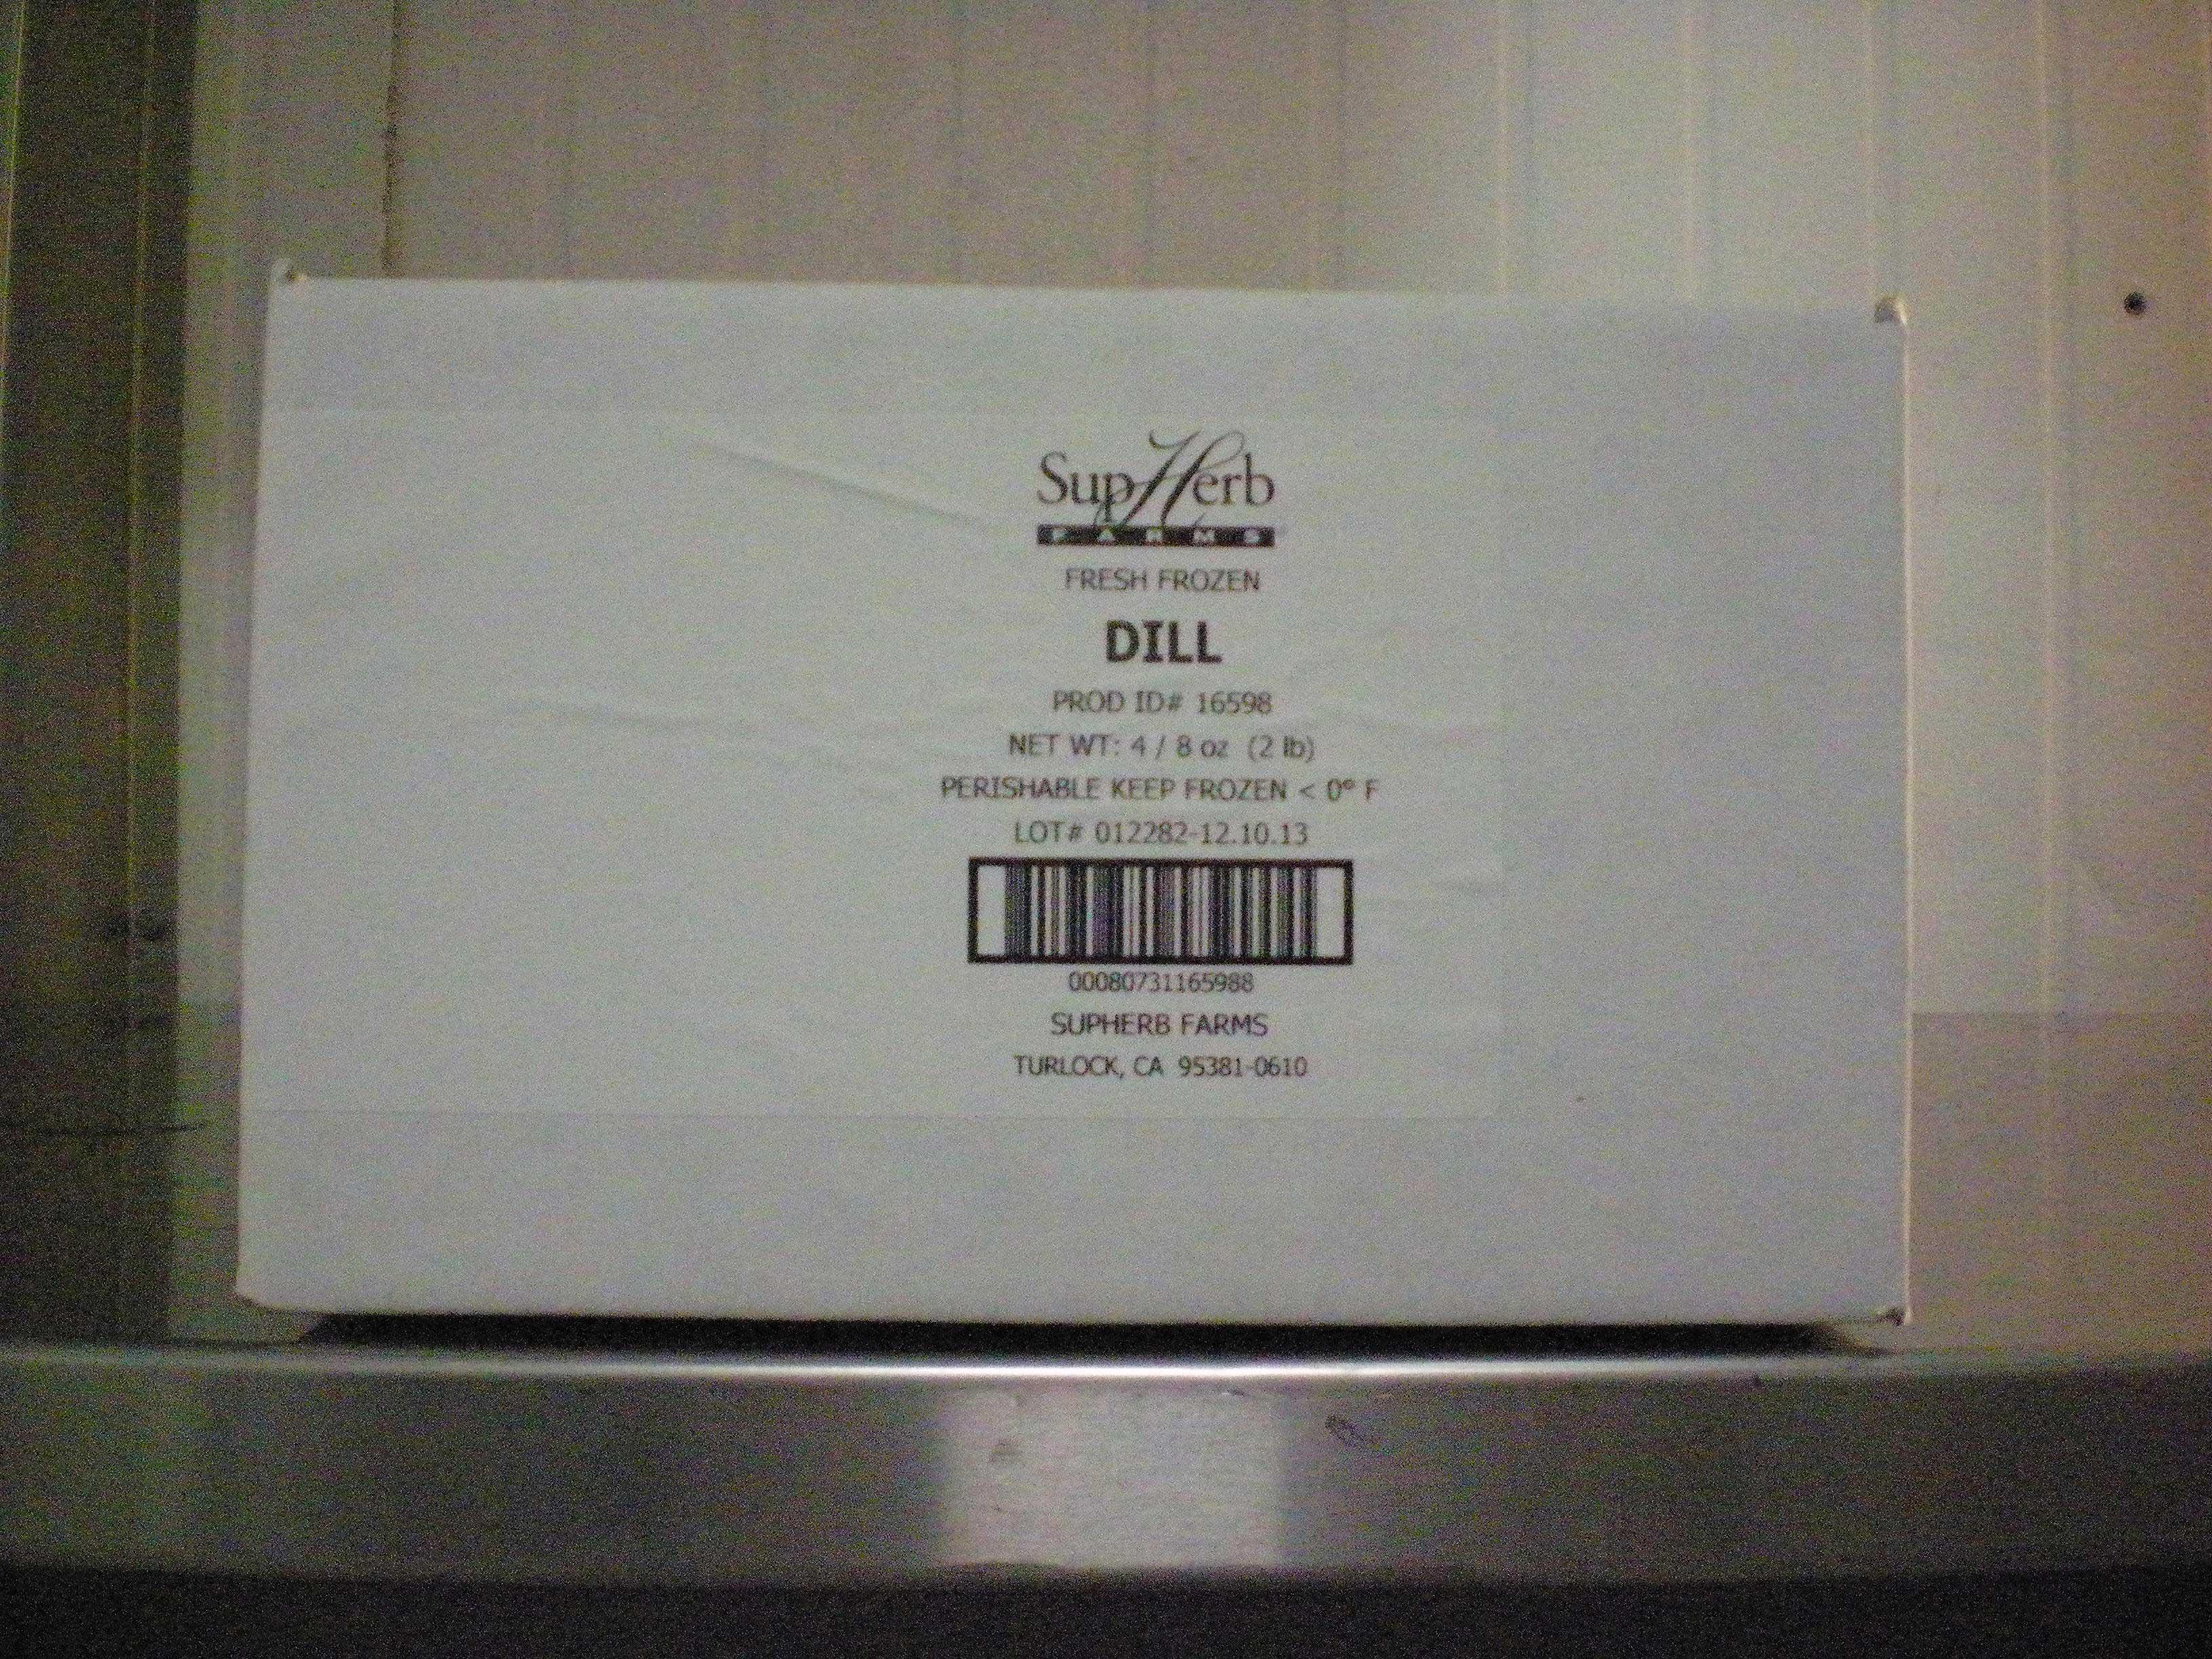 SupHerb
FARMS
FRESH FROZEN
DILL
PROD ID# 16598
NET WT: 4 / 8 oz (2 lb)
PERISHABLE KEEP FROZEN < 0° F
LOT# 012282-12.10.13
00080731165988
SUPHERB FARMS
TURLOCK, CA 95381-0610